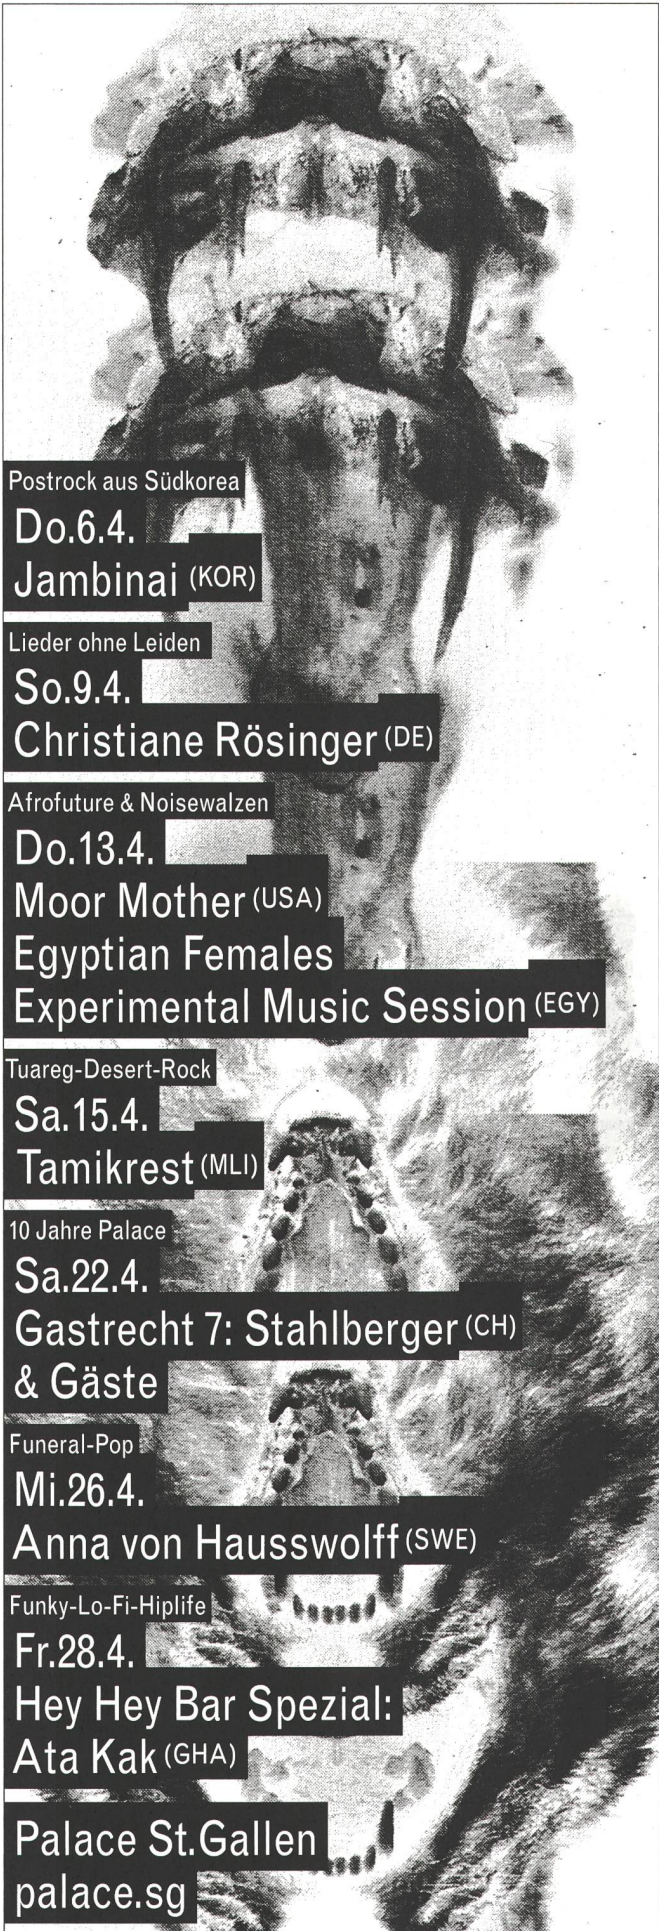 Postrock aus Südkorea
Do.6.4.
Jambinai (KOR)
Lieder ohne Leiden
So.9.4.
Christiane Rösinger (DE)
Afrofuture & Noisewalzen
Do.13.4.
Moor Mother (USA)
Egyptian Females
Experimental Music Session (EGY)
Tuareg-Desert-Rock
Sa.15.4.
Tamikrest (MLI)
10 Jahre Palace
Sa.22.4.
Gastrecht 7: Stahlberger (CH)
& Gäste
Funeral-Pop
Mi.26.4.
Anna von Hausswolff (SWE)
Funky-Lo-Fi-Hiplife
Fr.28.4.
Hey Hey Bar Spezial:
Ata Kak (GHA)
Palace St.Gallen
palace.sg